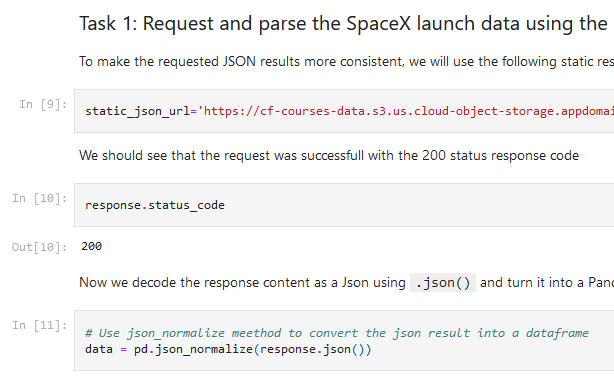 Task 1: Request and parse the SpaceX launch data using the
To make the requested JSON results more consistent, we will use the following static res
In [9]:
static_json_url='https://cf-courses-data.s3.us.cloud-object-storage.appdomai
We should see that the request was successfull with the 200 status response code
In [10]:
response.status_code
Out[10]:
200
Now we decode the response content as a Json using .json() and turn it into a Pand
In [11]:
# Use json_normalize meethod to convert the json result into a dataframe
data = pd.json_normalize(response.json())